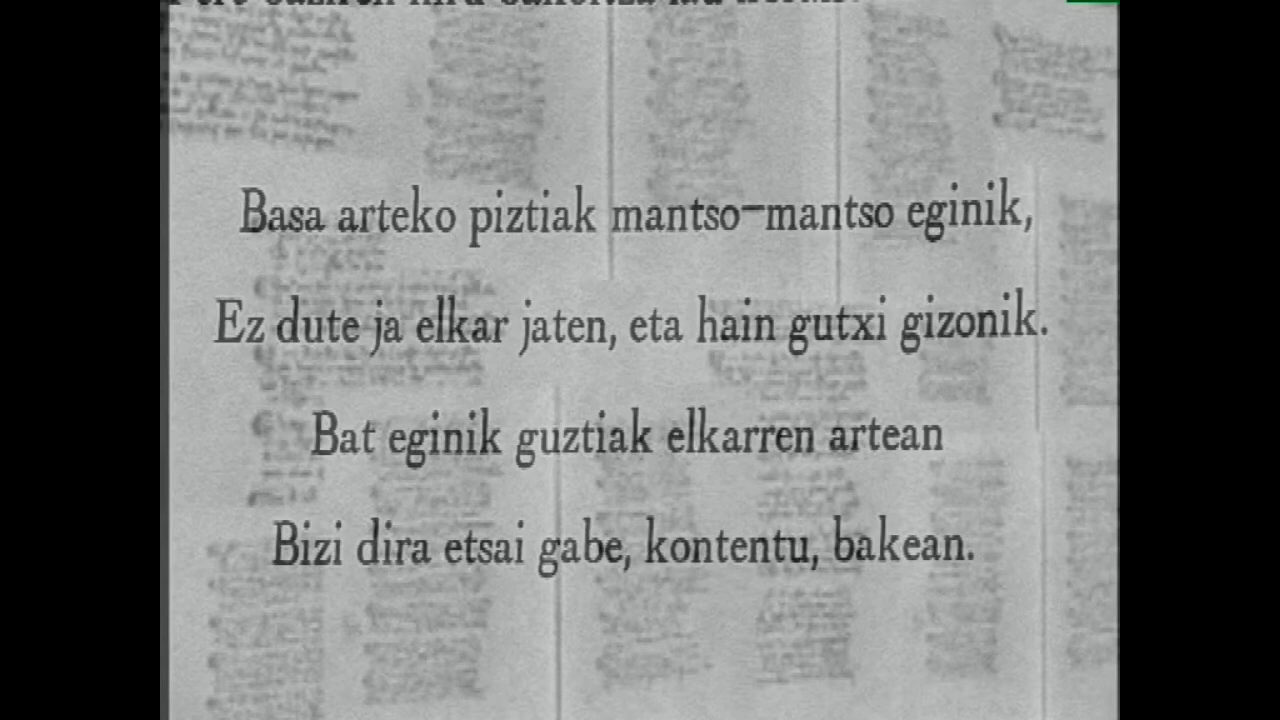 Basa arteko piztiak mantso-mantso eginik,
Ez dute ja elkar jaten, eta hain gutxi gizonik.
Bat eginik guztiak elkarren artean
Bizi dira etsai gabe, kontentu, bakean.